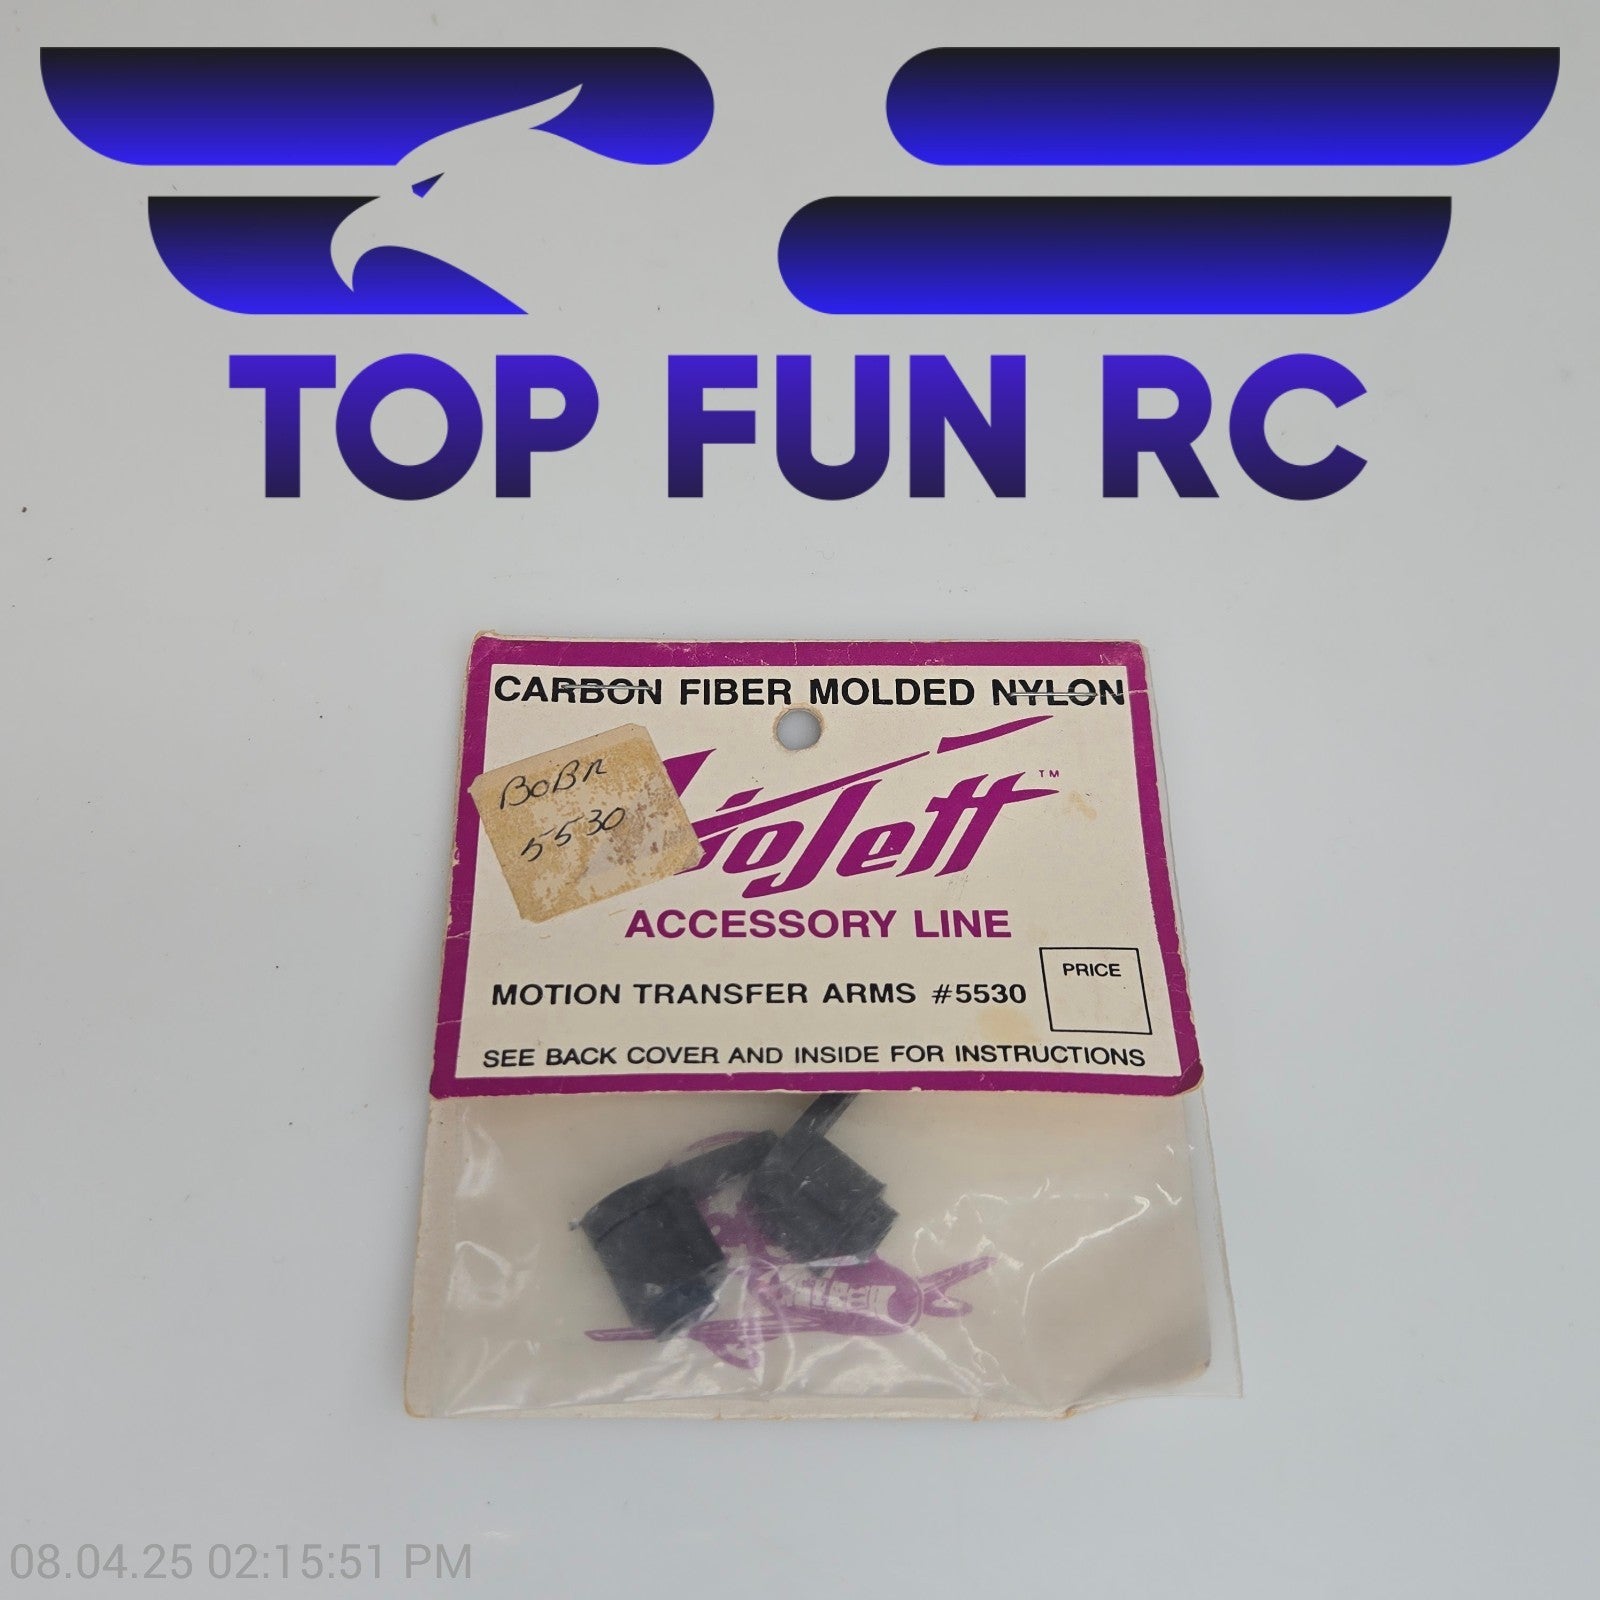 TOP FUN RC
CARBON FIBER MOLDED NYLON
BOBR
5530
GioJett™
ACCESSORY LINE
PRICE
MOTION TRANSFER ARMS #5530
SEE BACK COVER AND INSIDE FOR INSTRUCTIONS
08.04.25 02:15:51 PM